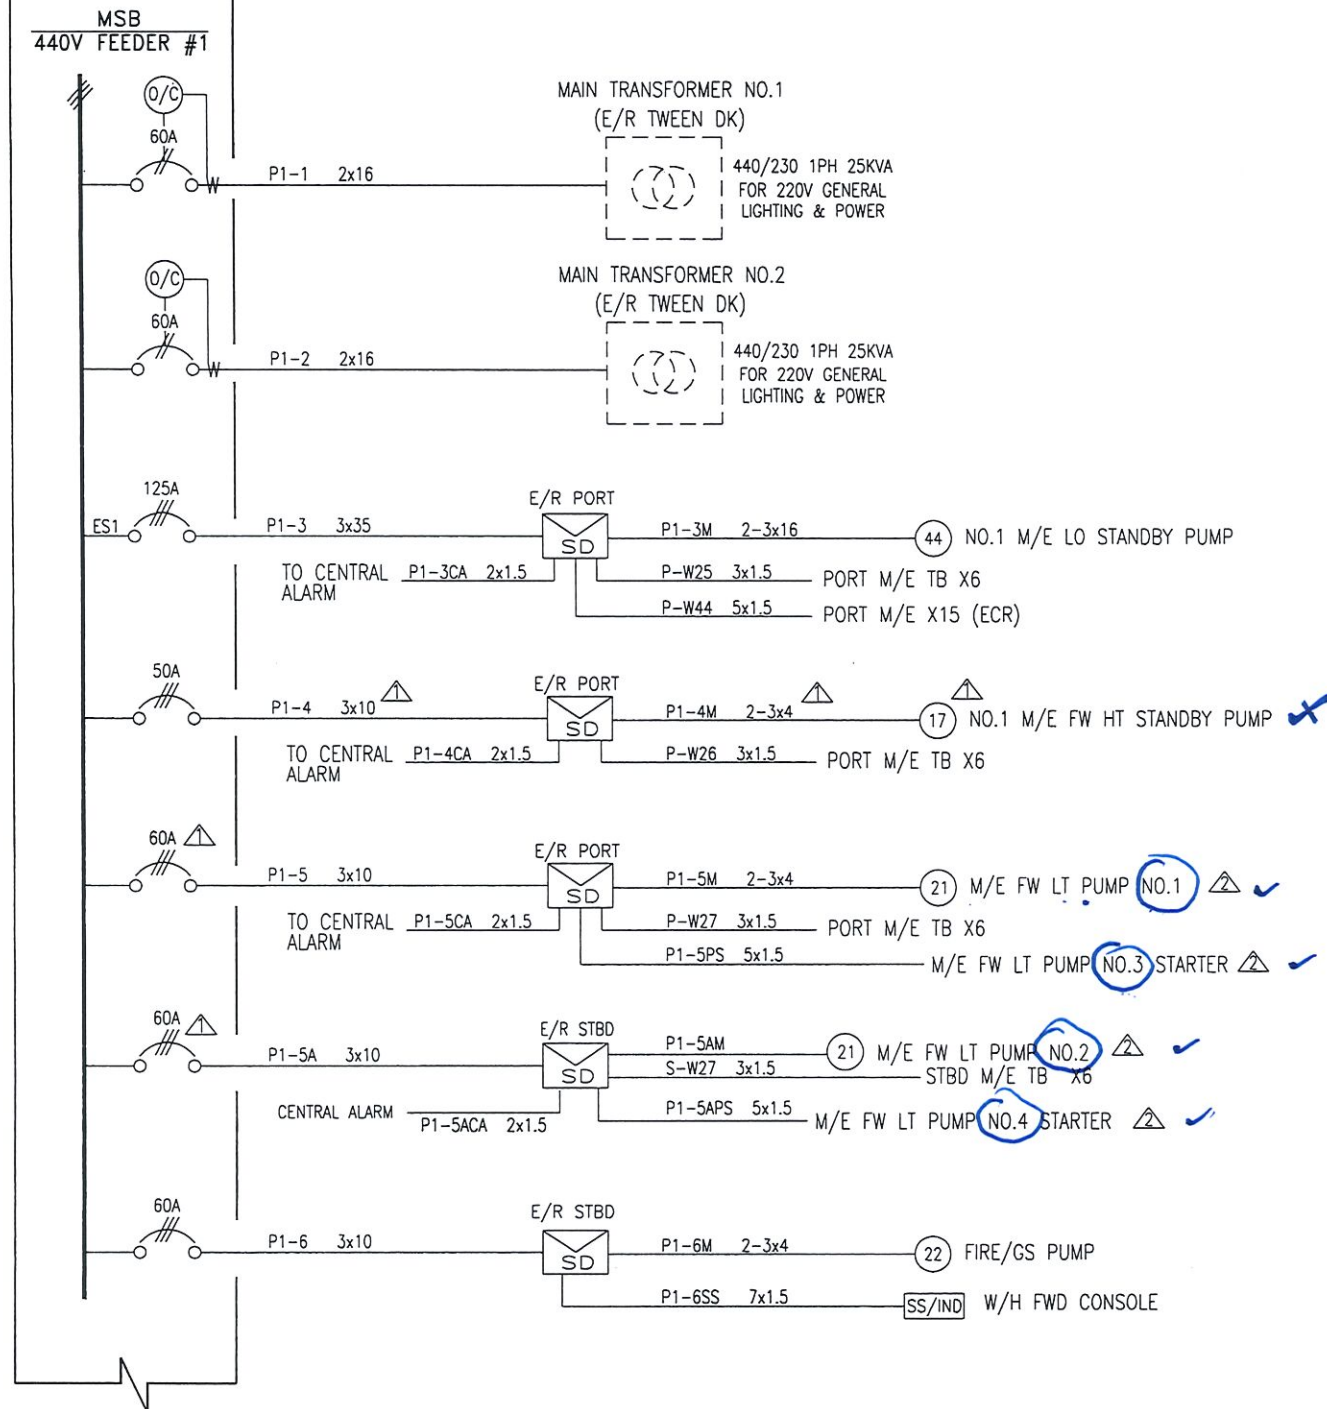 MSB
440V FEEDER #1
O/C
60A
P1-1 2x16
MAIN TRANSFORMER NO.1
(E/R TWEEN DK)
440/230 1PH 25KVA
FOR 220V GENERAL
LIGHTING & POWER
O/C
60A
P1-2 2x16
MAIN TRANSFORMER NO.2
(E/R TWEEN DK)
440/230 1PH 25KVA
FOR 220V GENERAL
LIGHTING & POWER
125A
ES1
P1-3 3x35
E/R PORT
SD
P1-3M 2-3x16
44 NO.1 M/E LO STANDBY PUMP
TO CENTRAL
ALARM
P1-3CA 2x1.5
P-W25 3x1.5
PORT M/E TB X6
P-W44 5x1.5
PORT M/E X15 (ECR)
50A
P1-4 3x10 1
E/R PORT
SD
P1-4M 2-3x4 1
1
17 NO.1 M/E FW HT STANDBY PUMP
TO CENTRAL
ALARM
P1-4CA 2x1.5
P-W26 3x1.5
PORT M/E TB X6
60A 1
P1-5 3x10
E/R PORT
SD
P1-5M 2-3x4
21 M/E FW LT PUMP NO.1 2
TO CENTRAL
ALARM
P1-5CA 2x1.5
P-W27 3x1.5
PORT M/E TB X6
P1-5PS 5x1.5
M/E FW LT PUMP NO.3 STARTER 2
60A 1
P1-5A 3x10
E/R STBD
SD
P1-5AM
21 M/E FW LT PUMP NO.2 2
S-W27 3x1.5
STBD M/E TB X6
CENTRAL ALARM
P1-5ACA 2x1.5
P1-5APS 5x1.5
M/E FW LT PUMP NO.4 STARTER 2
60A
P1-6 3x10
E/R STBD
SD
P1-6M 2-3x4
22 FIRE/GS PUMP
P1-6SS 7x1.5
SS/IND W/H FWD CONSOLE